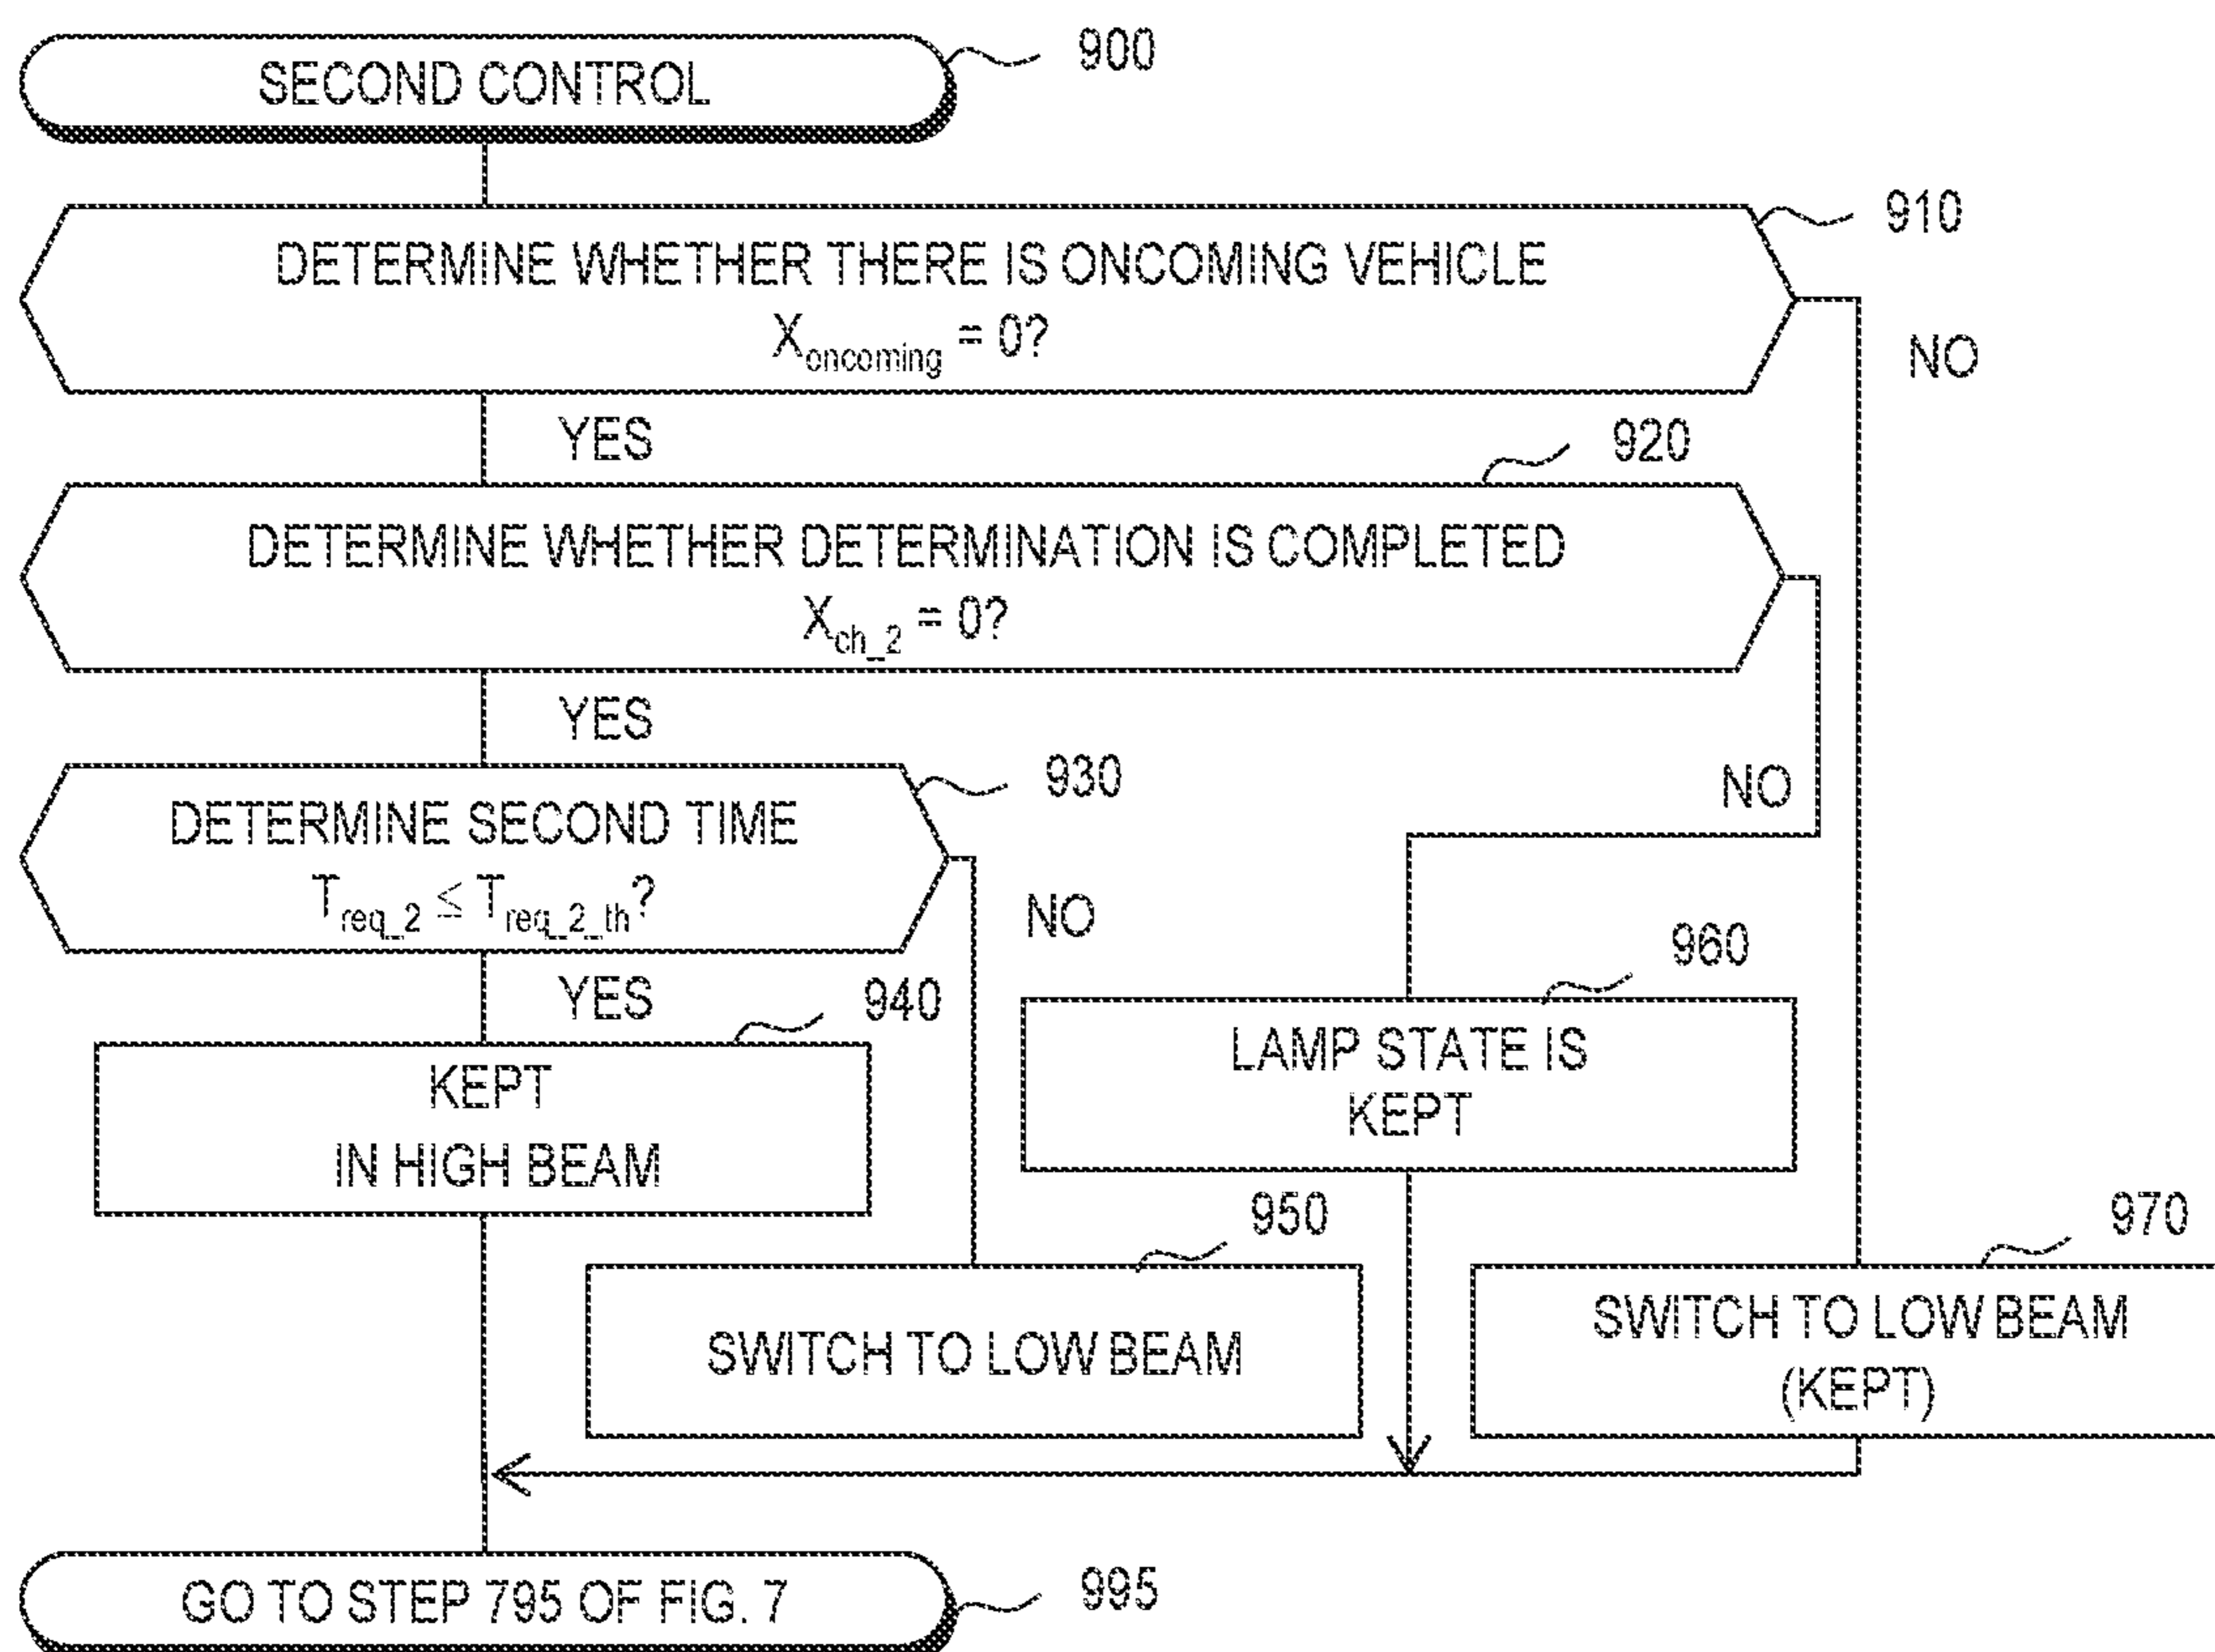 SECOND CONTROL
900
DETERMINE WHETHER THERE IS ONCOMING VEHICLE
X_oncoming = 0?
910
NO
YES
920
DETERMINE WHETHER DETERMINATION IS COMPLETED
X_ch_2 = 0?
YES
NO
930
DETERMINE SECOND TIME
T_req_2 ≤ T_req_2_th?
NO
YES
940
KEPT
IN HIGH BEAM
960
LAMP STATE IS
KEPT
950
SWITCH TO LOW BEAM
970
SWITCH TO LOW BEAM
(KEPT)
GO TO STEP 795 OF FIG. 7
995